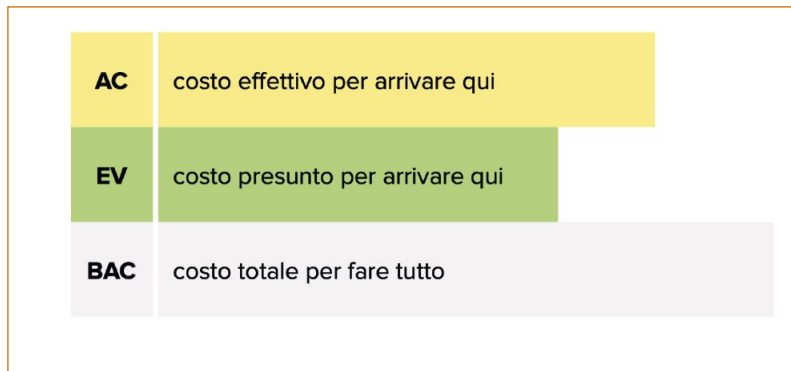 AC costo effettivo per arrivare qui
EV costo presunto per arrivare qui
BAC costo totale per fare tutto